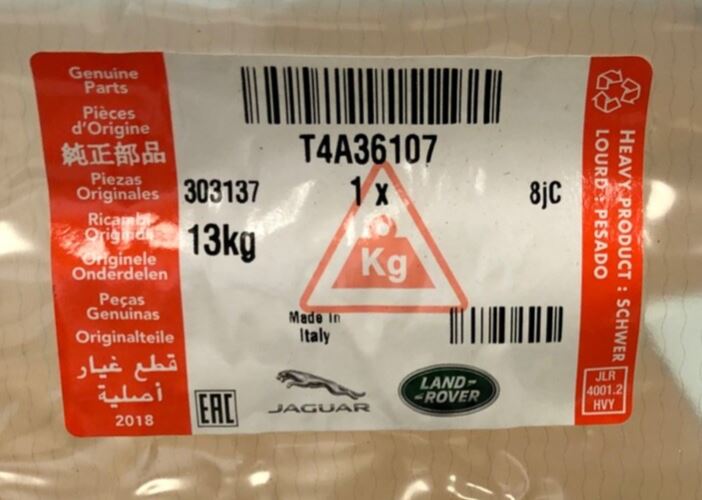 Genuine
Parts
Pièces
d'Origine
純正部品
Piezas
Originales
Ricambi
Originali
Originele
Onderdelen
Peças
Genuinas
Originalteile
قطع غيار
أصلية
2018
T4A36107
303137
1 x
8jC
13kg
Kg
Made in
Italy
EAC
JAGUAR
LAND-
-ROVER
HEAVY PRODUCT : SCHWER
LOURD : PESADO
JLR
4001.2
HVY